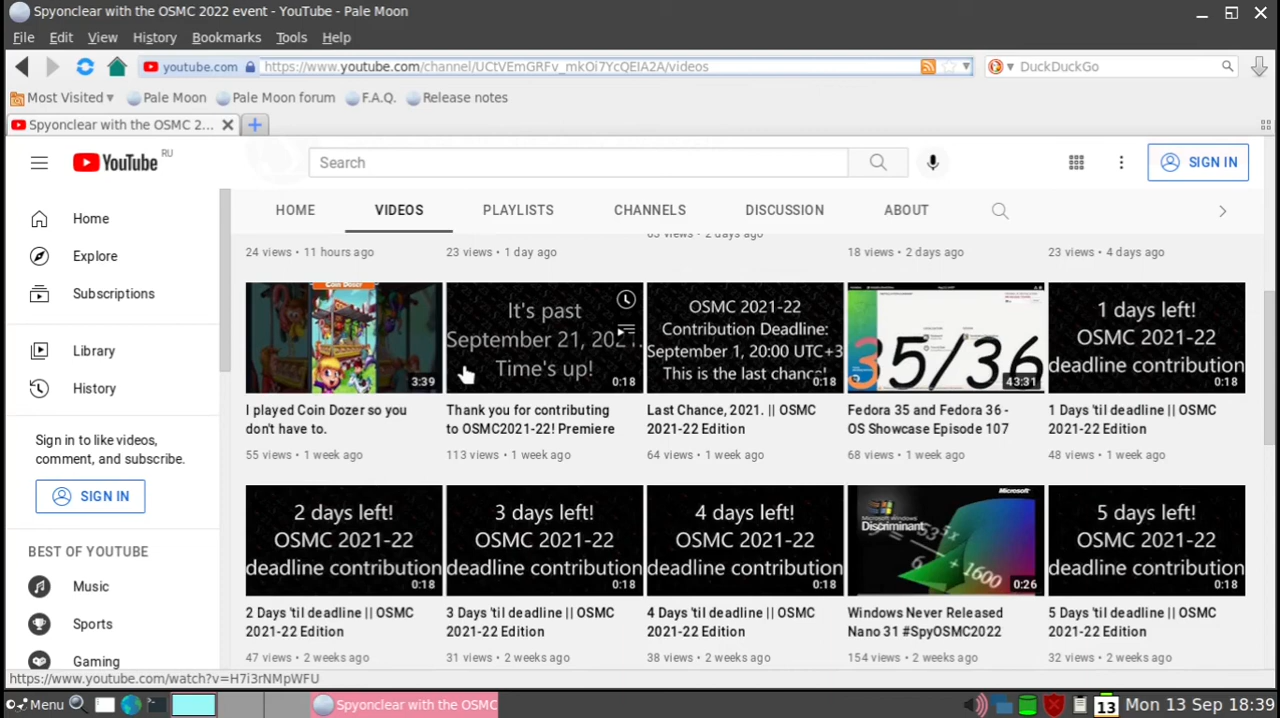 Spyonclear with the OSMC 2022 event - YouTube - Pale Moon
File Edit View History Bookmarks Tools Help
youtube.com https://www.youtube.com/channel/UCtVEmGRFv_mkOi7YcQEIA2A/videos DuckDuckGo
Most Visited Pale Moon Pale Moon forum F.A.Q. Release notes
Spyonclear with the OSMC 2...
YouTube RU Search SIGN IN
HOME VIDEOS PLAYLISTS CHANNELS DISCUSSION ABOUT
Home
Explore
Subscriptions
Library
History
Sign in to like videos,
comment, and subscribe.
SIGN IN
BEST OF YOUTUBE
Music
Sports
Gaming
63 views • 2 days ago
24 views • 11 hours ago 23 views • 1 day ago 18 views • 2 days ago 23 views • 4 days ago
Coin Dozer
3:39
I played Coin Dozer so you
don't have to.
55 views • 1 week ago
It's past
September 21, 2021.
Time's up!
0:18
Thank you for contributing
to OSMC2021-22! Premiere
113 views • 1 week ago
OSMC 2021-22
Contribution Deadline:
September 1, 20:00 UTC+3
This is the last chance!
0:18
Last Chance, 2021. || OSMC
2021-22 Edition
64 views • 1 week ago
35/36
43:31
Fedora 35 and Fedora 36 -
OS Showcase Episode 107
68 views • 1 week ago
1 days left!
OSMC 2021-22
deadline contribution
0:18
1 Days 'til deadline || OSMC
2021-22 Edition
48 views • 1 week ago
2 days left!
OSMC 2021-22
deadline contribution
0:18
2 Days 'til deadline || OSMC
2021-22 Edition
47 views • 2 weeks ago
3 days left!
OSMC 2021-22
deadline contribution
0:18
3 Days 'til deadline || OSMC
2021-22 Edition
31 views • 2 weeks ago
4 days left!
OSMC 2021-22
deadline contribution
0:18
4 Days 'til deadline || OSMC
2021-22 Edition
38 views • 2 weeks ago
Microsoft
Microsoft Windows
Discriminant
0:26
Windows Never Released
Nano 31 #SpyOSMC2022
154 views • 2 weeks ago
5 days left!
OSMC 2021-22
deadline contribution
0:18
5 Days 'til deadline || OSMC
2021-22 Edition
32 views • 2 weeks ago
https://www.youtube.com/watch?v=H7i3rNMpWFU
Menu Spyonclear with the OSMC 13 Mon 13 Sep 18:39